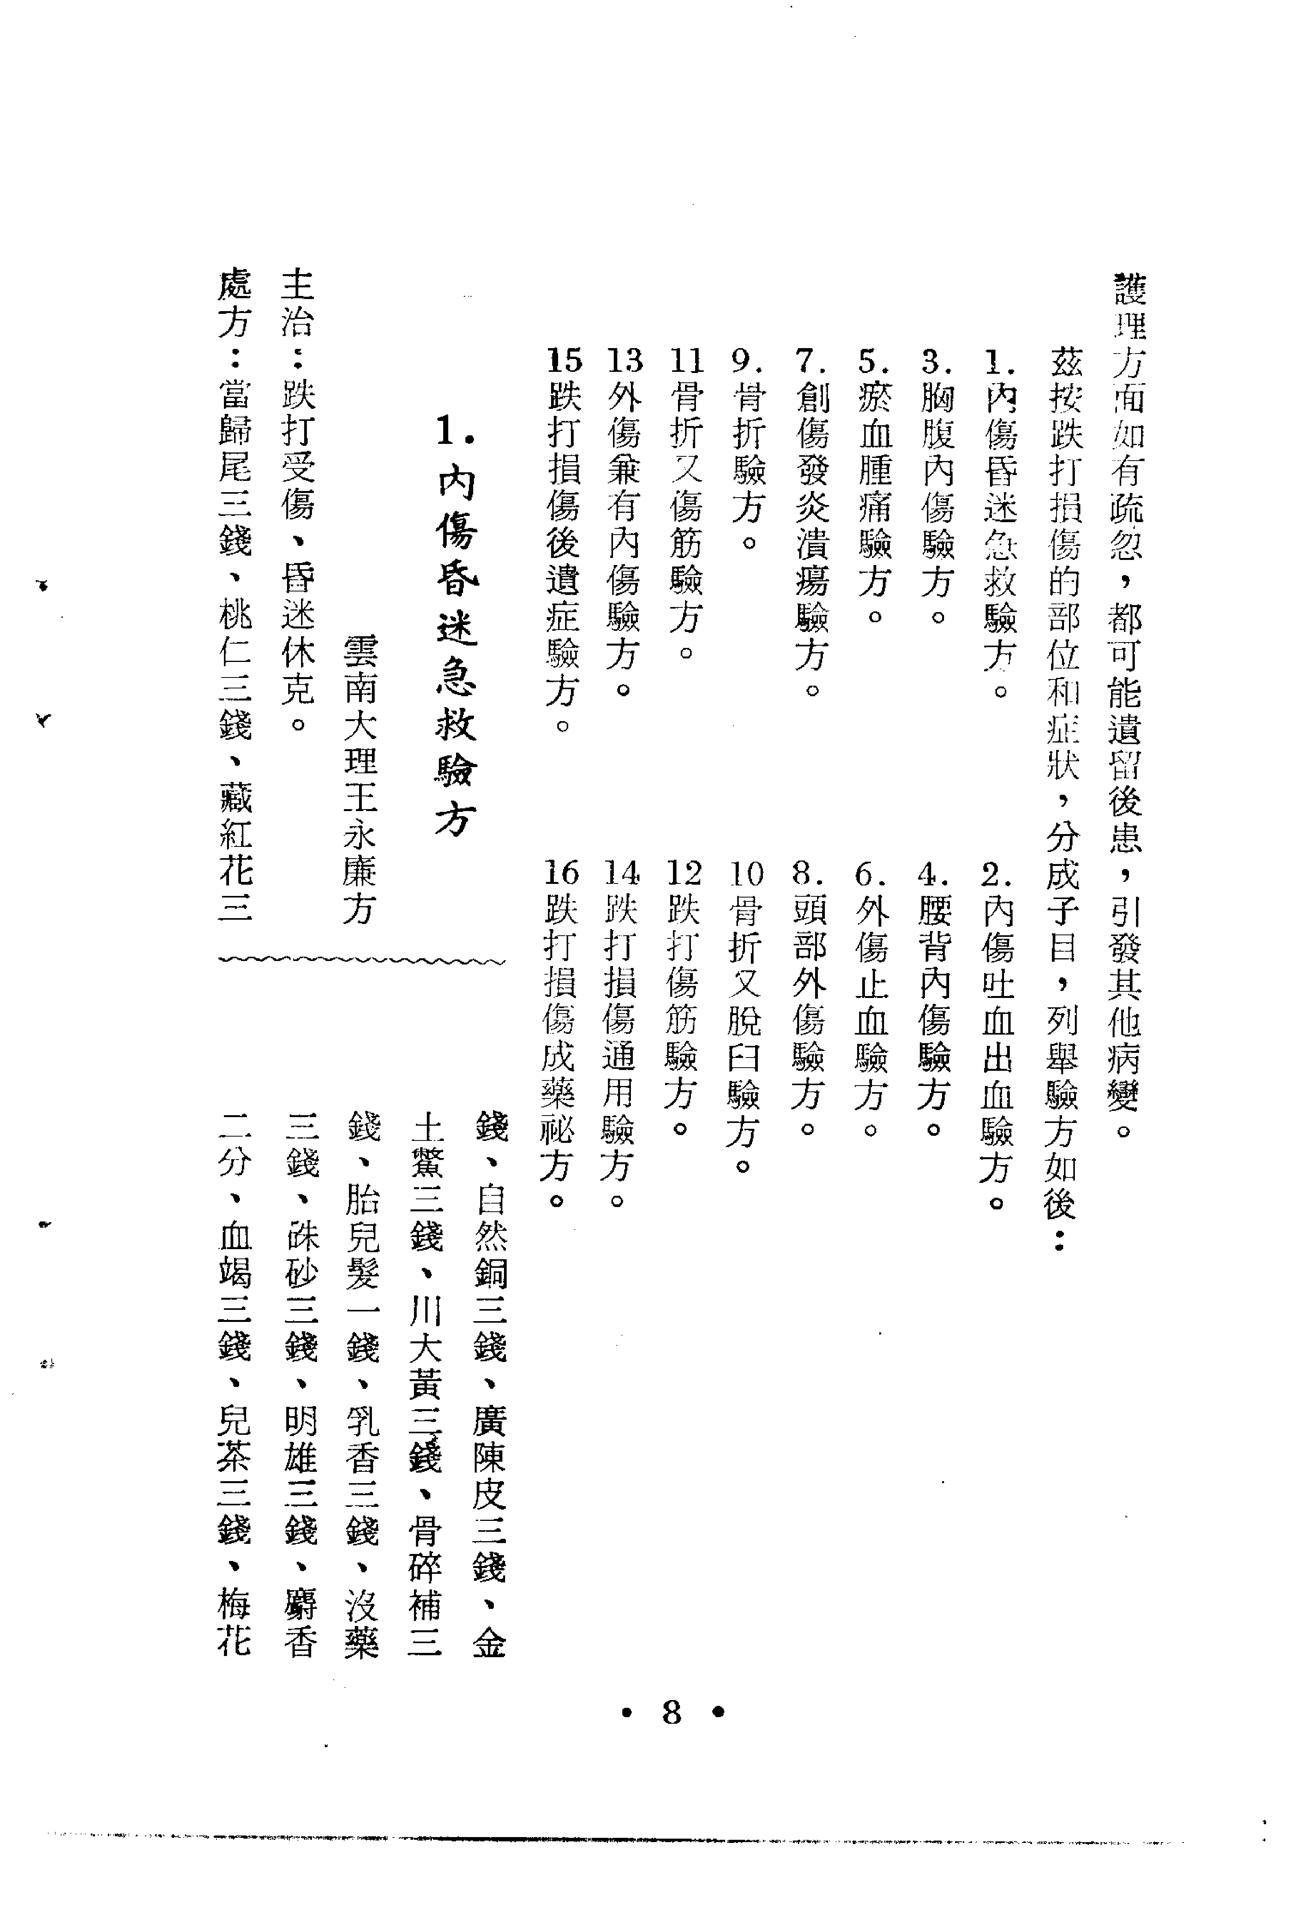 護理方面如有疏忽，都可能遺留後患，引發其他病變。
茲按跌打損傷的部位和症狀，分成子目，列舉驗方如後：
1.內傷昏迷急救驗方。
2.內傷吐血出血驗方。
3.胸腹內傷驗方。
4.腰背內傷驗方。
5.瘀血腫痛驗方。
6.外傷止血驗方。
7.創傷發炎潰瘍驗方。
8.頭部外傷驗方。
9.骨折驗方。
10骨折又脫臼驗方。
11骨折又傷筋驗方。
12跌打傷筋驗方。
13外傷兼有內傷驗方。
14跌打損傷通用驗方。
15跌打損傷後遺症驗方。
16跌打損傷成藥祕方。
1.內傷昏迷急救驗方
雲南大理王永廉方
主治：跌打受傷、昏迷休克。
處方：當歸尾三錢、桃仁三錢、藏紅花三
錢、自然銅三錢、廣陳皮三錢、金
土鱉三錢、川大黃三錢、骨碎補三
錢、胎兒髮一錢、乳香三錢、沒藥
三錢、硃砂三錢、明雄三錢、麝香
二分、血竭三錢、兒茶三錢、梅花
• 8 •